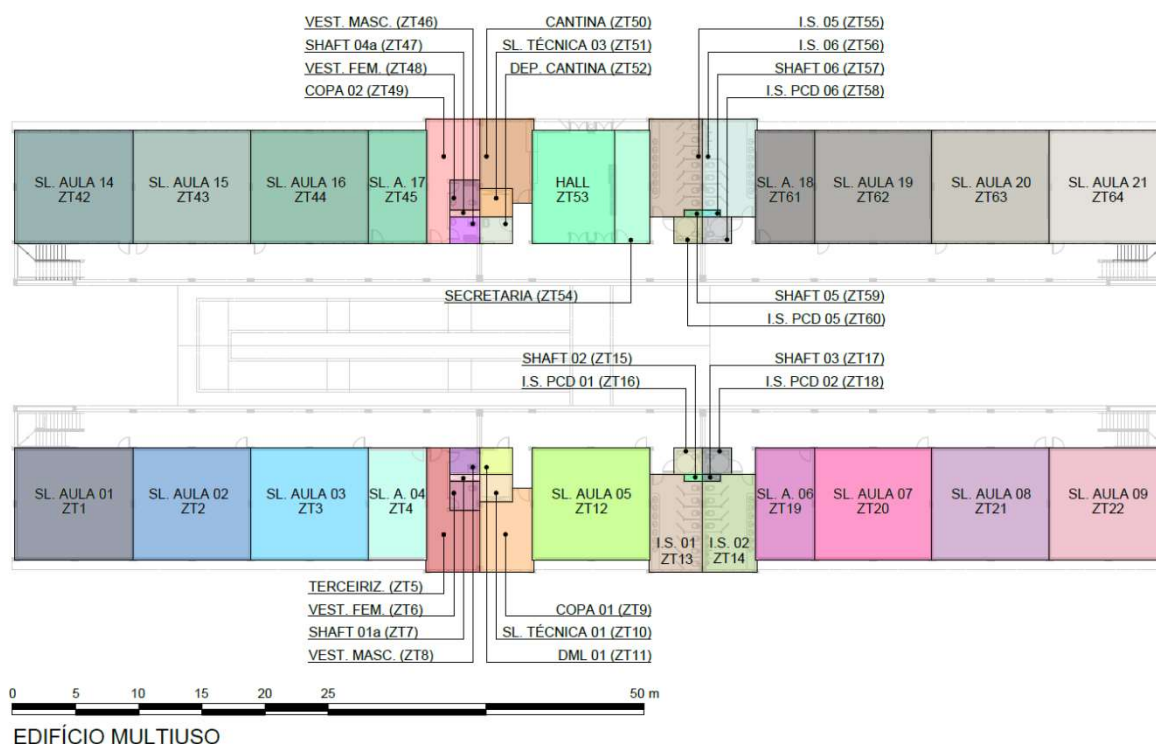 VEST. MASC. (ZT46)
SHAFT 04a (ZT47)
VEST. FEM. (ZT48)
COPA 02 (ZT49)
CANTINA (ZT50)
SL. TÉCNICA 03 (ZT51)
DEP. CANTINA (ZT52)
I.S. 05 (ZT55)
I.S. 06 (ZT56)
SHAFT 06 (ZT57)
I.S. PCD 06 (ZT58)
SL. AULA 14
ZT42
SL. AULA 15
ZT43
SL. AULA 16
ZT44
SL. A. 17
ZT45
HALL
ZT53
SL. A. 18
ZT61
SL. AULA 19
ZT62
SL. AULA 20
ZT63
SL. AULA 21
ZT64
SECRETARIA (ZT54)
SHAFT 05 (ZT59)
I.S. PCD 05 (ZT60)
SHAFT 02 (ZT15)
I.S. PCD 01 (ZT16)
SHAFT 03 (ZT17)
I.S. PCD 02 (ZT18)
SL. AULA 01
ZT1
SL. AULA 02
ZT2
SL. AULA 03
ZT3
SL. A. 04
ZT4
SL. AULA 05
ZT12
I.S. 01
ZT13
I.S. 02
ZT14
SL. A. 06
ZT19
SL. AULA 07
ZT20
SL. AULA 08
ZT21
SL. AULA 09
ZT22
TERCEIRIZ. (ZT5)
VEST. FEM. (ZT6)
SHAFT 01a (ZT7)
VEST. MASC. (ZT8)
COPA 01 (ZT9)
SL. TÉCNICA 01 (ZT10)
DML 01 (ZT11)
0 5 10 15 20 25 50 m
EDIFÍCIO MULTIUSO